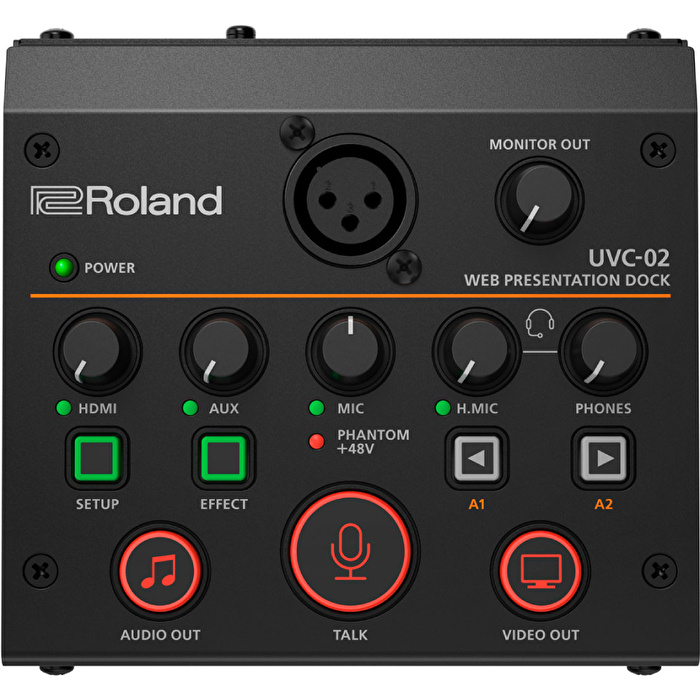 MONITOR OUT
Roland
UVC-02
POWER
WEB PRESENTATION DOCK
HDMI
AUX
MIC
H.MIC
PHONES
PHANTOM
+48V
SETUP
EFFECT
A1
A2
AUDIO OUT
TALK
VIDEO OUT